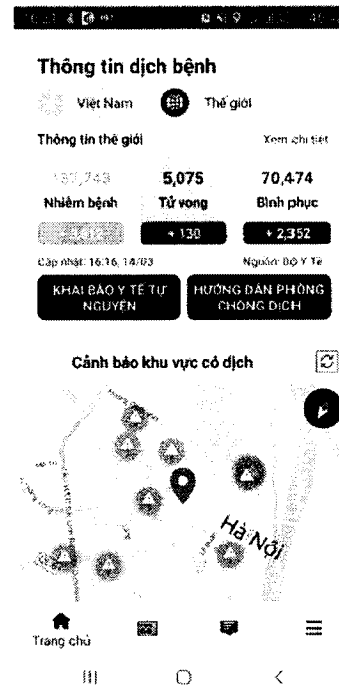 Thông tin dịch bệnh
Việt Nam Thế giới
Thông tin thế giới Xem chi tiết
5,075 70,474
Nhiễm bệnh Tử vong Bình phục
+ 130 + 2,352
Cập nhật: 16:16, 14/03 Nguồn: Bộ Y Tế
KHAI BÁO Y TẾ TỰ NGUYỆN
HƯỚNG DẪN PHÒNG CHỐNG DỊCH
Cảnh báo khu vực có dịch
Hà Nội
Trang chủ